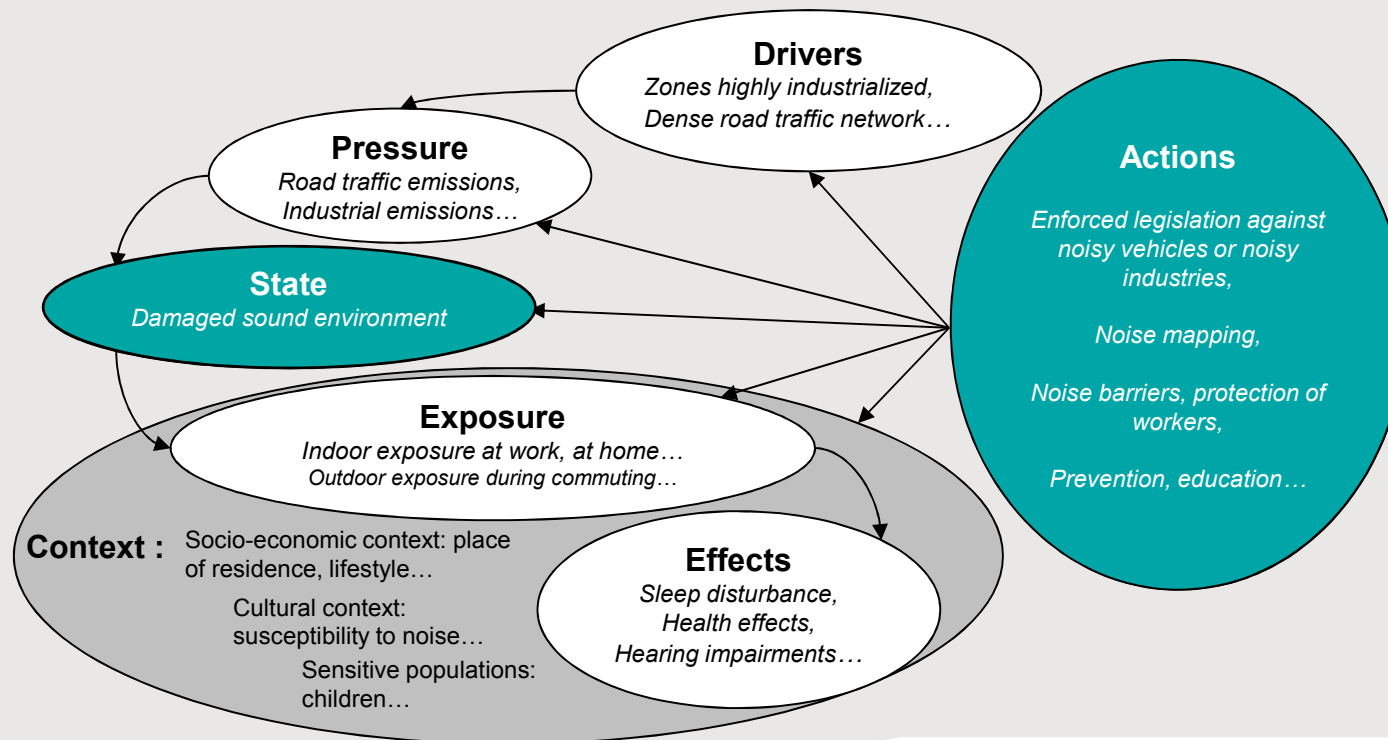 Drivers
Zones highly industrialized,
Dense road traffic network…
Pressure
Road traffic emissions,
Industrial emissions…
State
Damaged sound environment
Exposure
Indoor exposure at work, at home…
Outdoor exposure during commuting…
Context :
Socio-economic context: place
of residence, lifestyle…
Cultural context:
susceptibility to noise…
Sensitive populations:
children…
Effects
Sleep disturbance,
Health effects,
Hearing impairments…
Actions
Enforced legislation against
noisy vehicles or noisy
industries,
Noise mapping,
Noise barriers, protection of
workers,
Prevention, education…